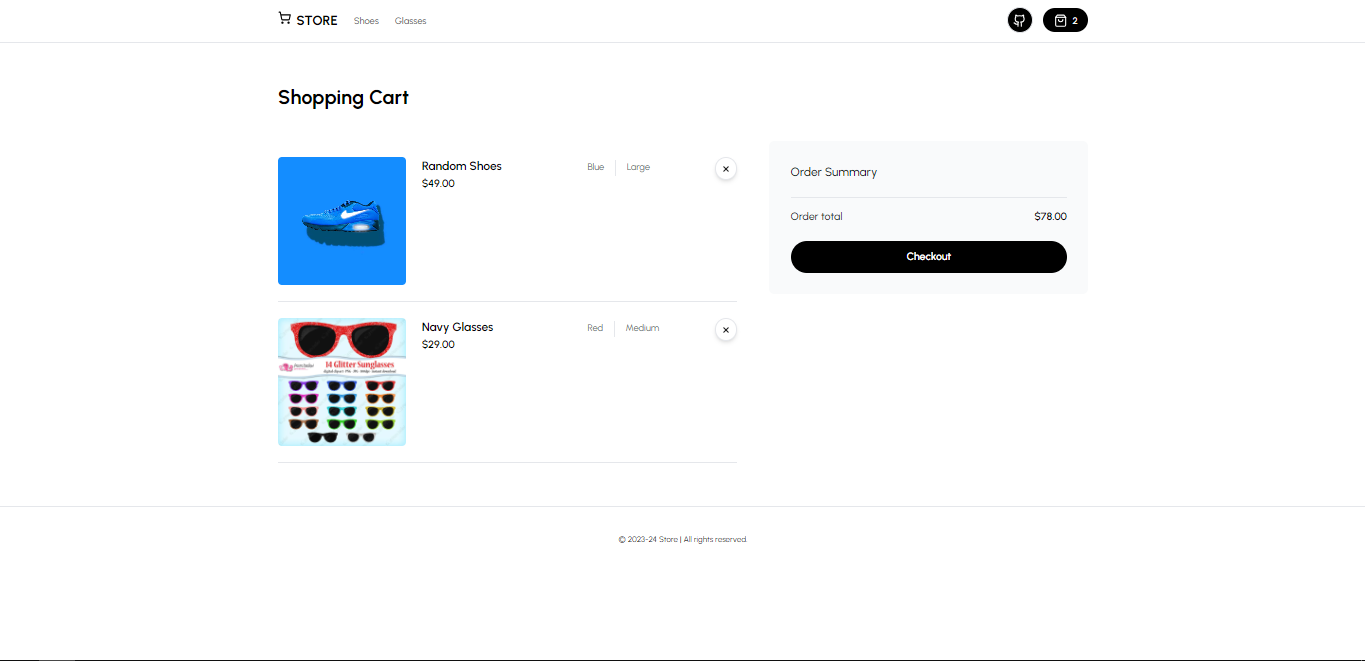 STORE Shoes Glasses 2
Shopping Cart
Random Shoes Blue Large
$49.00
Order Summary
Order total $78.00
Checkout
Navy Glasses Red Medium
$29.00
14 Glitter Sunglasses
© 2023-24 Store | All rights reserved